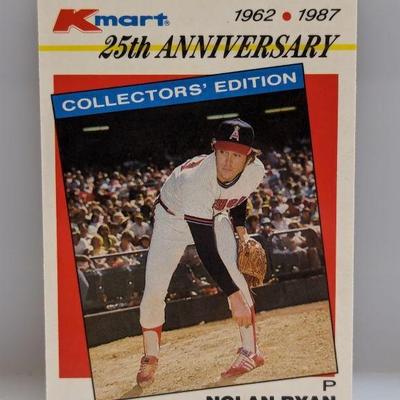 Kmart® 1962 • 1987
25th ANNIVERSARY
COLLECTORS' EDITION
P
NOLAN RYAN